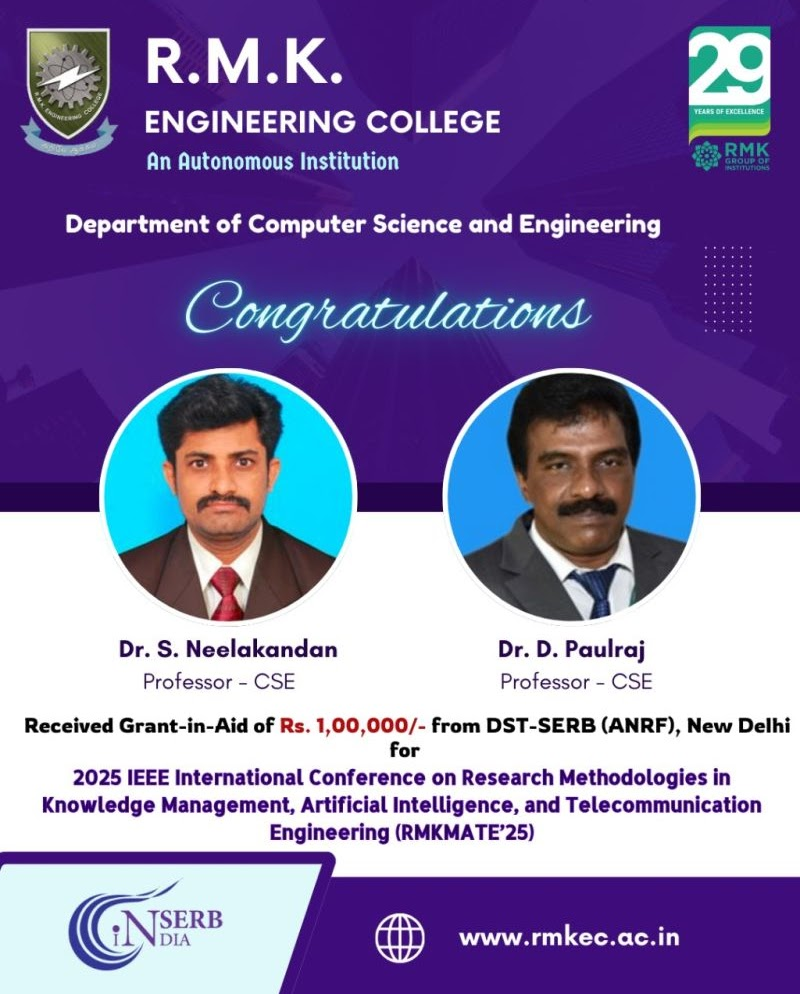 R.M.K.
ENGINEERING COLLEGE
An Autonomous Institution
R.M.K. ENGINEERING COLLEGE
29
YEARS OF EXCELLENCE
RMK
GROUP OF
INSTITUTIONS
Department of Computer Science and Engineering
Congratulations
Dr. S. Neelakandan
Professor - CSE
Dr. D. Paulraj
Professor - CSE
Received Grant-in-Aid of Rs. 1,00,000/- from DST-SERB (ANRF), New Delhi
for
2025 IEEE International Conference on Research Methodologies in
Knowledge Management, Artificial Intelligence, and Telecommunication
Engineering (RMKMATE’25)
SERB
iNDIA
www.rmkec.ac.in